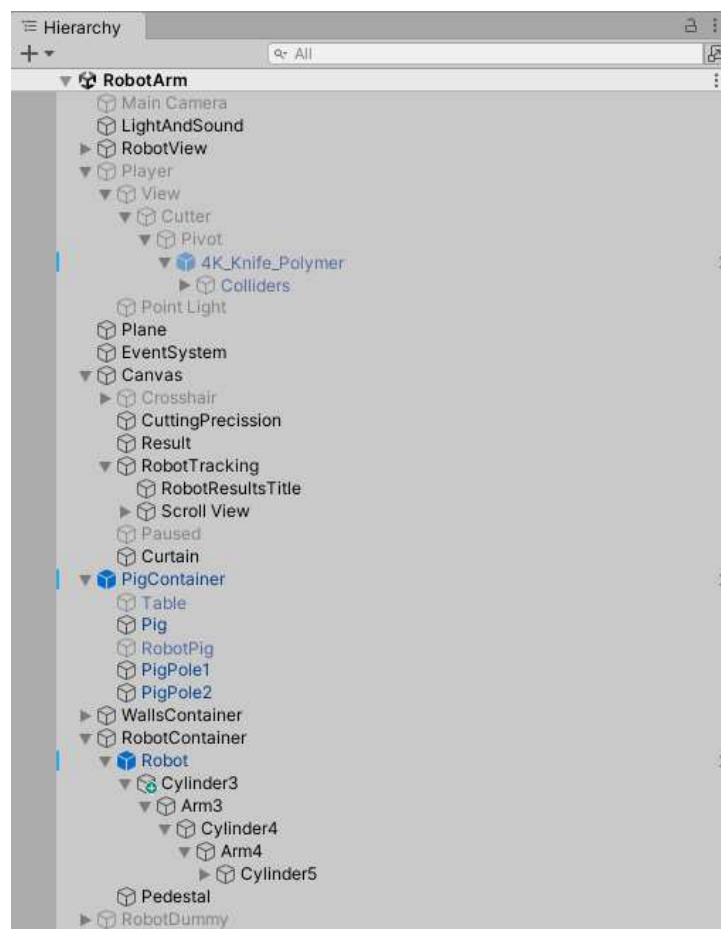 Hierarchy
All
RobotArm
Main Camera
LightAndSound
RobotView
Player
View
Cutter
Pivot
4K_Knife_Polymer
Colliders
Point Light
Plane
EventSystem
Canvas
Crosshair
CuttingPrecission
Result
RobotTracking
RobotResultsTitle
Scroll View
Paused
Curtain
PigContainer
Table
Pig
RobotPig
PigPole1
PigPole2
WallsContainer
RobotContainer
Robot
Cylinder3
Arm3
Cylinder4
Arm4
Cylinder5
Pedestal
RobotDummy